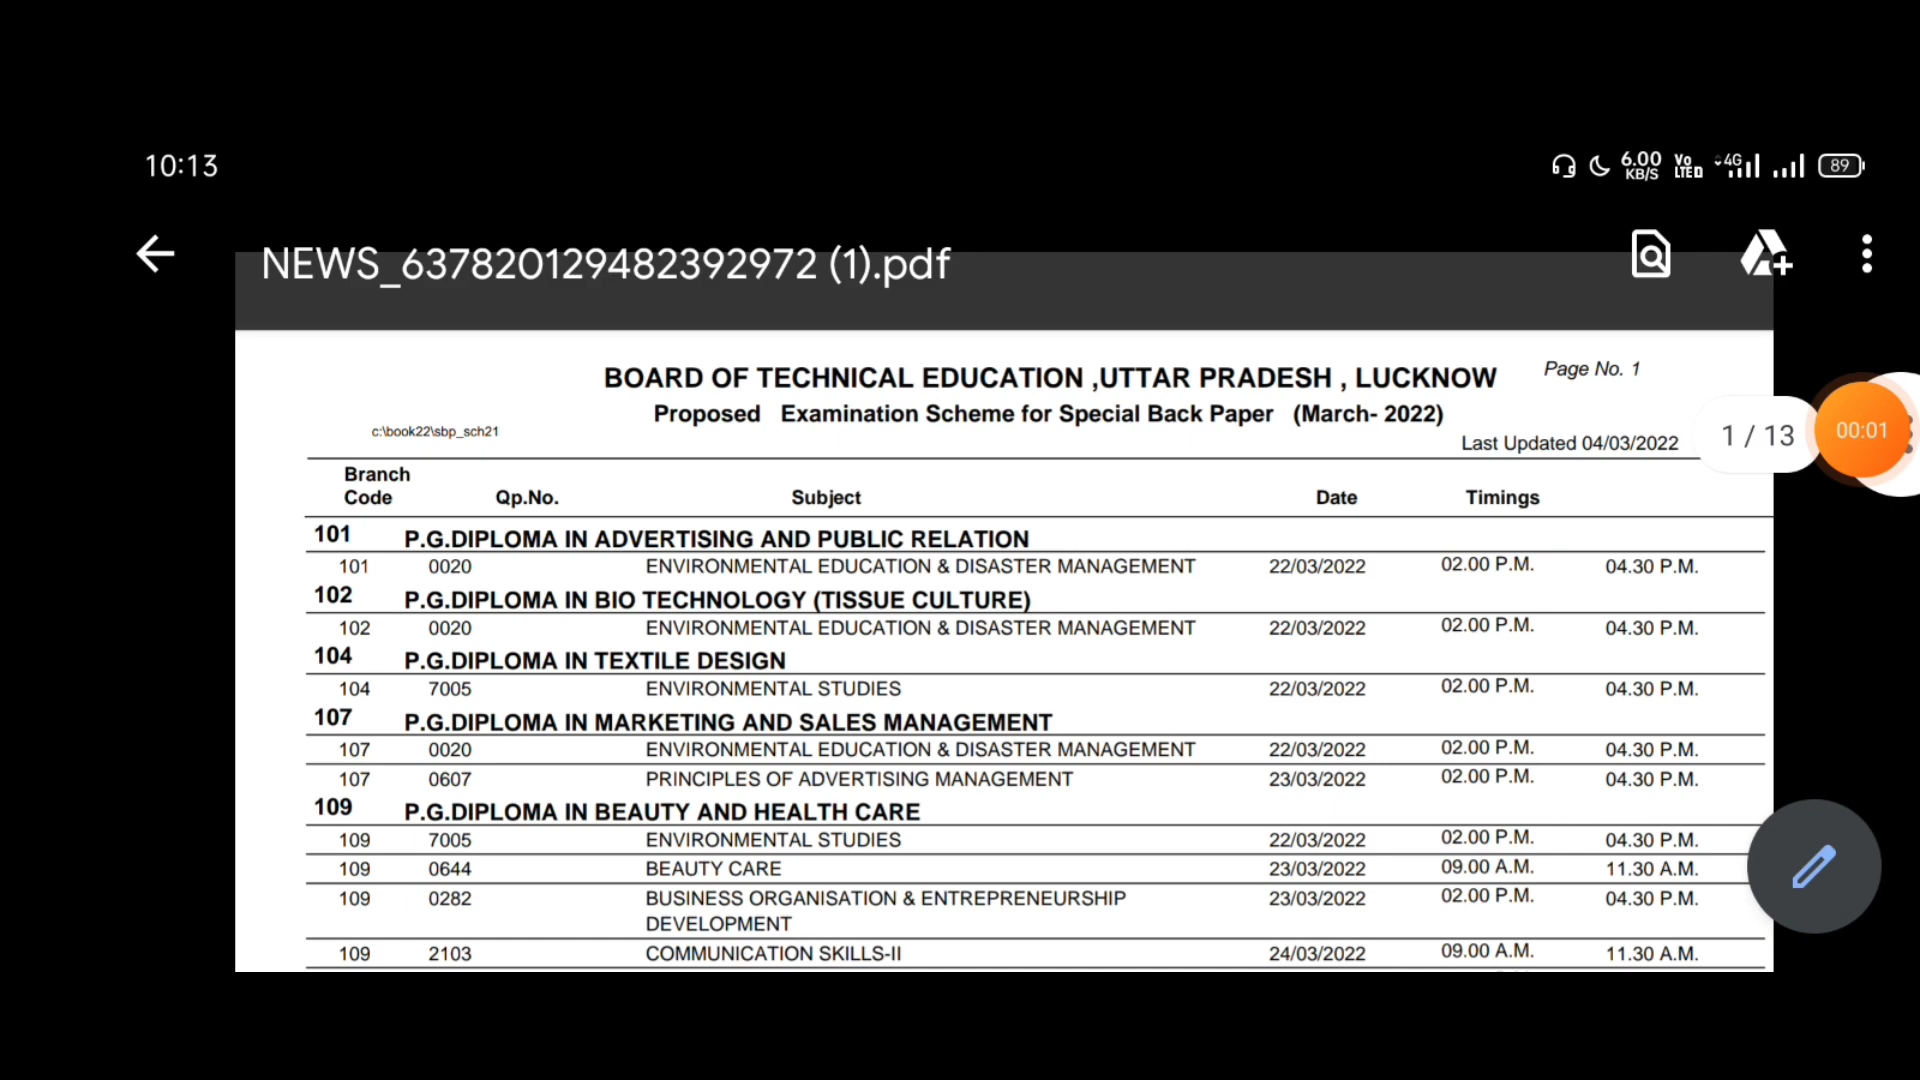 10:13
6.00 KB/S Vo LTE 4G 89
NEWS_637820129482392972 (1).pdf
BOARD OF TECHNICAL EDUCATION ,UTTAR PRADESH , LUCKNOW Page No. 1
Proposed Examination Scheme for Special Back Paper (March- 2022)
c:\book22\sbp_sch21
Last Updated 04/03/2022
1 / 13
00:01
Branch Code Qp.No. Subject Date Timings
101 P.G.DIPLOMA IN ADVERTISING AND PUBLIC RELATION
101 0020 ENVIRONMENTAL EDUCATION & DISASTER MANAGEMENT 22/03/2022 02.00 P.M. 04.30 P.M.
102 P.G.DIPLOMA IN BIO TECHNOLOGY (TISSUE CULTURE)
102 0020 ENVIRONMENTAL EDUCATION & DISASTER MANAGEMENT 22/03/2022 02.00 P.M. 04.30 P.M.
104 P.G.DIPLOMA IN TEXTILE DESIGN
104 7005 ENVIRONMENTAL STUDIES 22/03/2022 02.00 P.M. 04.30 P.M.
107 P.G.DIPLOMA IN MARKETING AND SALES MANAGEMENT
107 0020 ENVIRONMENTAL EDUCATION & DISASTER MANAGEMENT 22/03/2022 02.00 P.M. 04.30 P.M.
107 0607 PRINCIPLES OF ADVERTISING MANAGEMENT 23/03/2022 02.00 P.M. 04.30 P.M.
109 P.G.DIPLOMA IN BEAUTY AND HEALTH CARE
109 7005 ENVIRONMENTAL STUDIES 22/03/2022 02.00 P.M. 04.30 P.M.
109 0644 BEAUTY CARE 23/03/2022 09.00 A.M. 11.30 A.M.
109 0282 BUSINESS ORGANISATION & ENTREPRENEURSHIP 23/03/2022 02.00 P.M. 04.30 P.M.
DEVELOPMENT
109 2103 COMMUNICATION SKILLS-II 24/03/2022 09.00 A.M. 11.30 A.M.